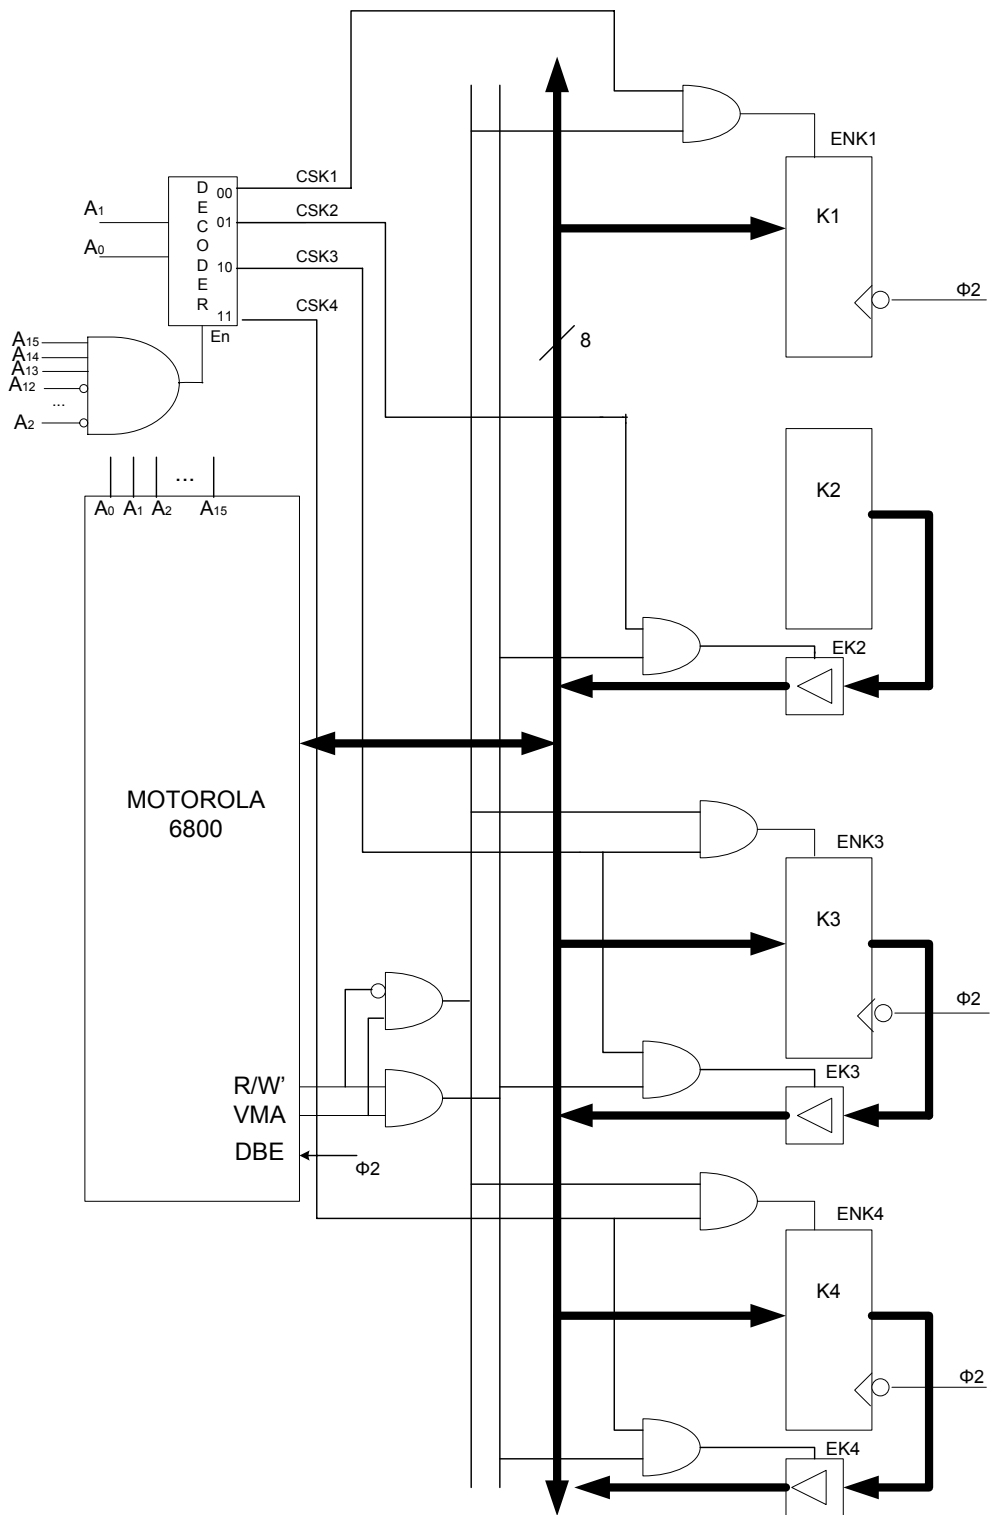 ENK1
CSK1
D
E
C
O
D
E
R
00
01
10
11
CSK2
CSK3
CSK4
A1
A0
K1
Φ2
En
8
A15
A14
A13
A12
...
A2
K2
A0 A1 A2 ... A15
EK2
MOTOROLA
6800
ENK3
K3
Φ2
EK3
R/W'
VMA
DBE
Φ2
ENK4
K4
Φ2
EK4